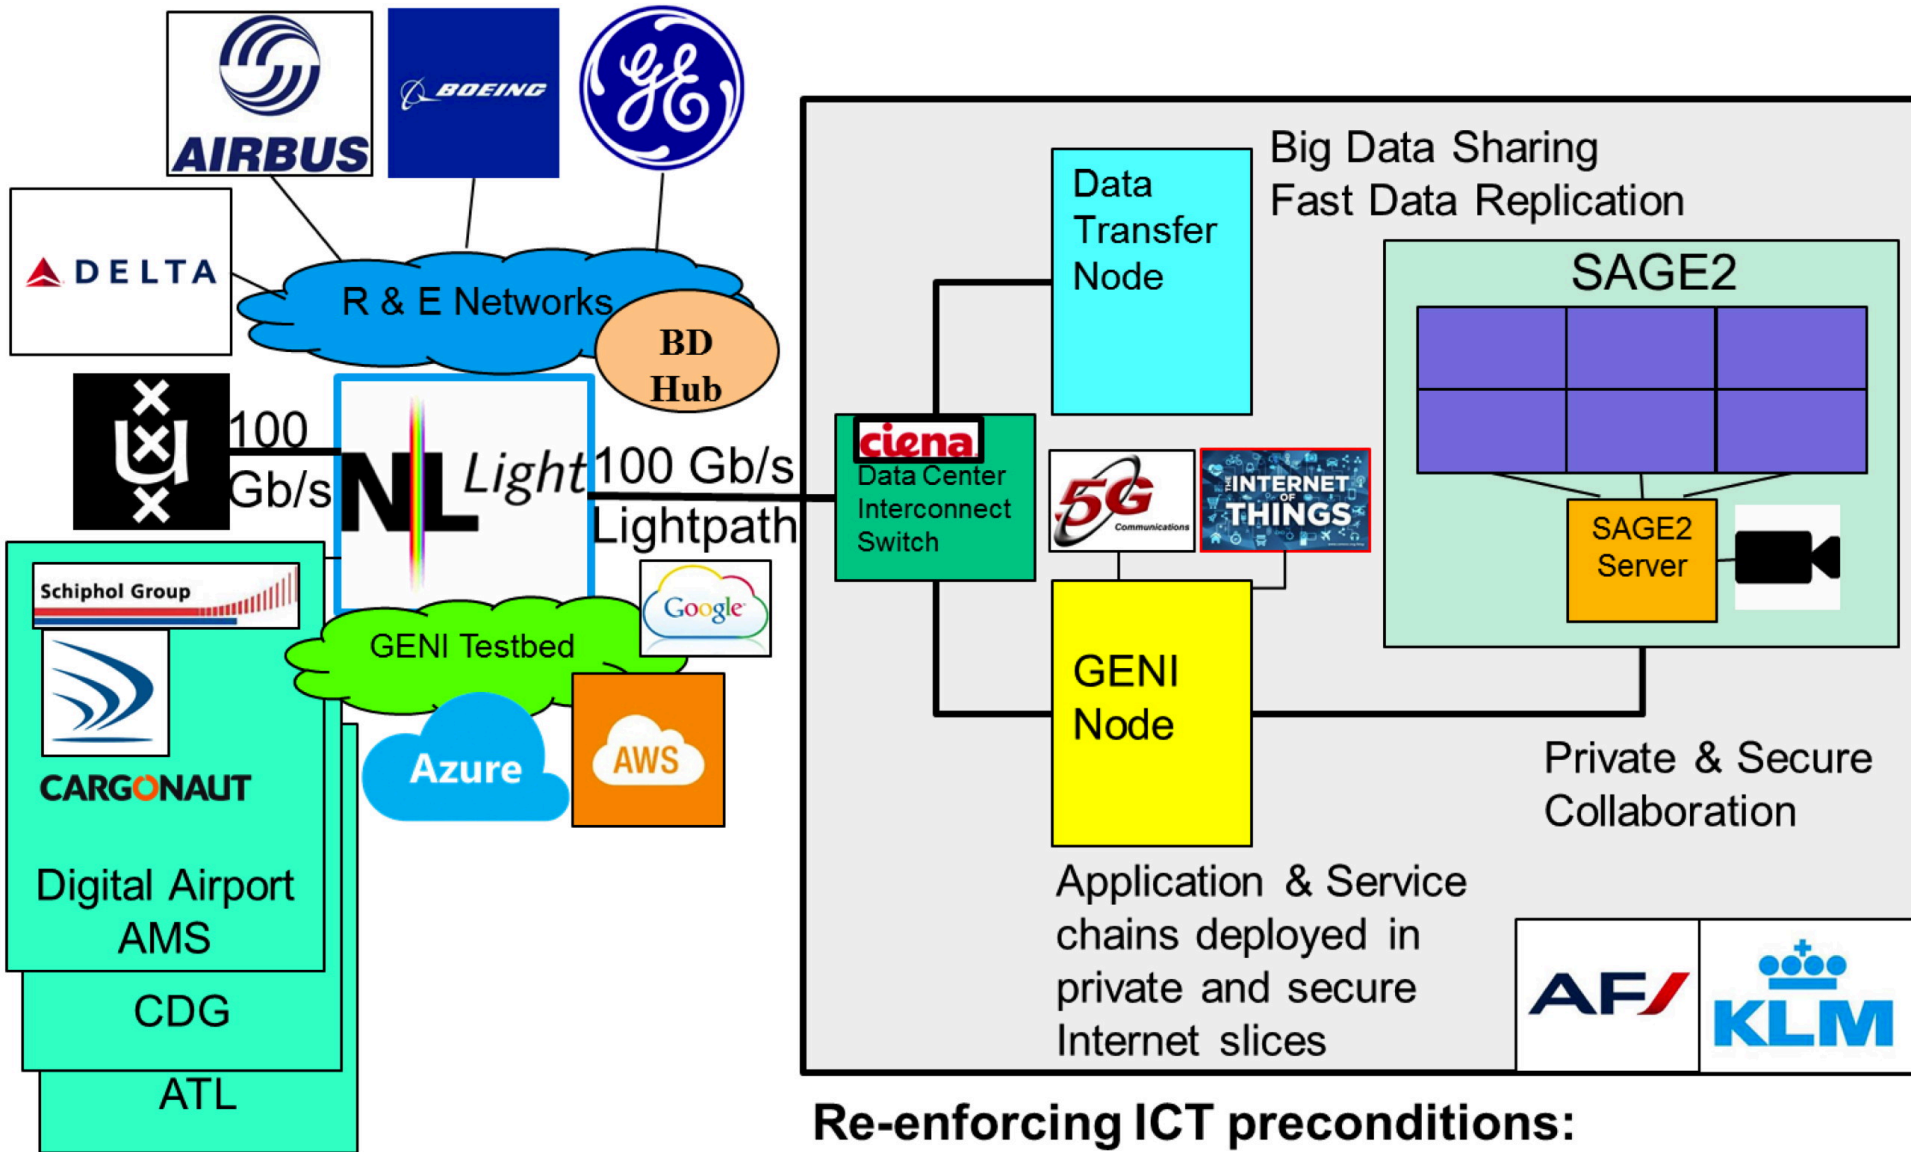 AIRBUS
BOEING
GE
DELTA
R & E Networks
BD
Hub
100
Gb/s
NL Light
100 Gb/s
Lightpath
Schiphol Group
CARGONAUT
Digital Airport
AMS
CDG
ATL
GENI Testbed
Google
Azure
AWS
ciena
Data Center
Interconnect
Switch
Data
Transfer
Node
Big Data Sharing
Fast Data Replication
SAGE2
SAGE2
Server
5G
Communications
THE
INTERNET
OF
THINGS
GENI
Node
Private & Secure
Collaboration
Application & Service
chains deployed in
private and secure
Internet slices
AF
KLM
Re-enforcing ICT preconditions: